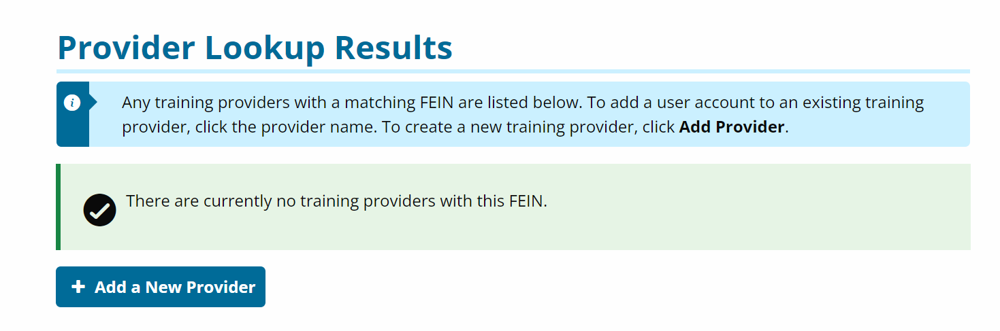 Provider Lookup Results
Any training providers with a matching FEIN are listed below. To add a user account to an existing training
provider, click the provider name. To create a new training provider, click Add Provider.
There are currently no training providers with this FEIN.
Add a New Provider